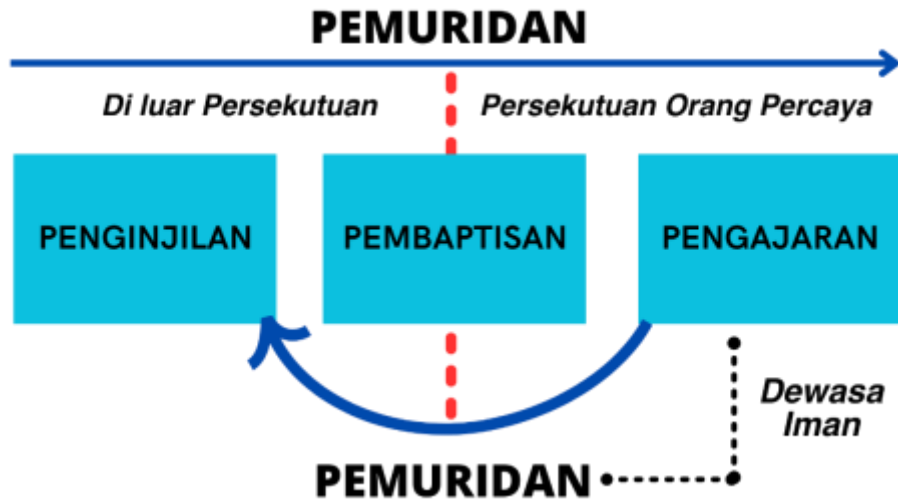 PEMURIDAN
Di luar Persekutuan
Persekutuan Orang Percaya
PENGINJILAN
PEMBAPTISAN
PENGAJARAN
Dewasa
Iman
PEMURIDAN